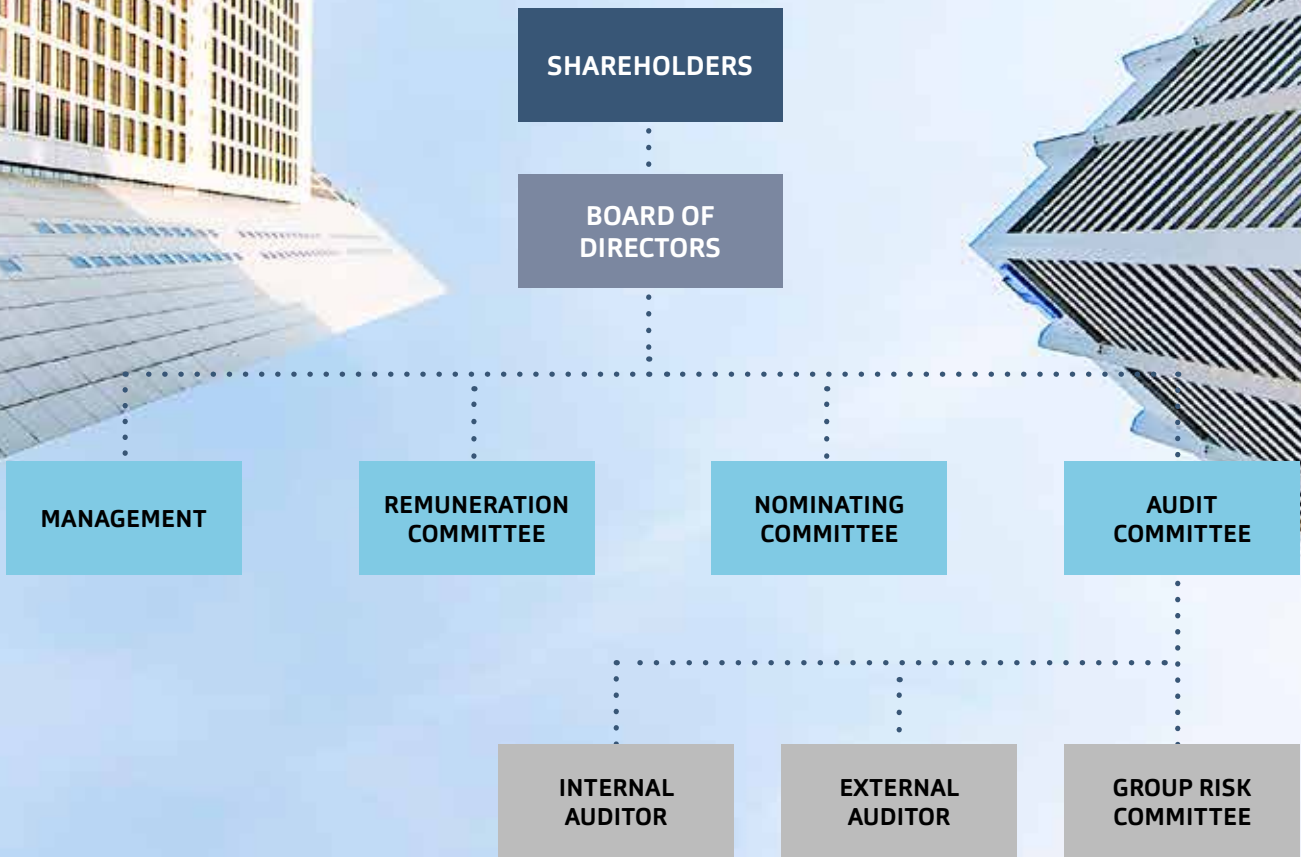 SHAREHOLDERS
BOARD OF
DIRECTORS
MANAGEMENT
REMUNERATION
COMMITTEE
NOMINATING
COMMITTEE
AUDIT
COMMITTEE
INTERNAL
AUDITOR
EXTERNAL
AUDITOR
GROUP RISK
COMMITTEE